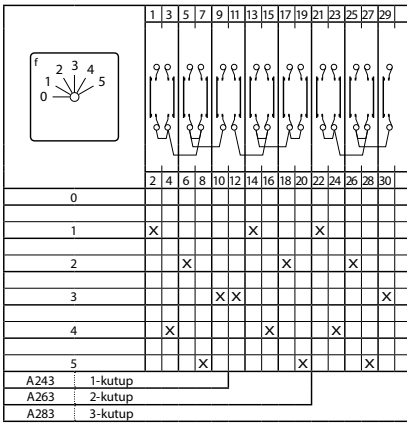 1 3 5 7 9 11 13 15 17 19 21 23 25 27 29
f
0 1 2 3 4 5
2 4 6 8 10 12 14 16 18 20 22 24 26 28 30
0
1 X X X
2 X X X
3 X X X
4 X X X
5 X X X
A243 1-kutup
A263 2-kutup
A283 3-kutup